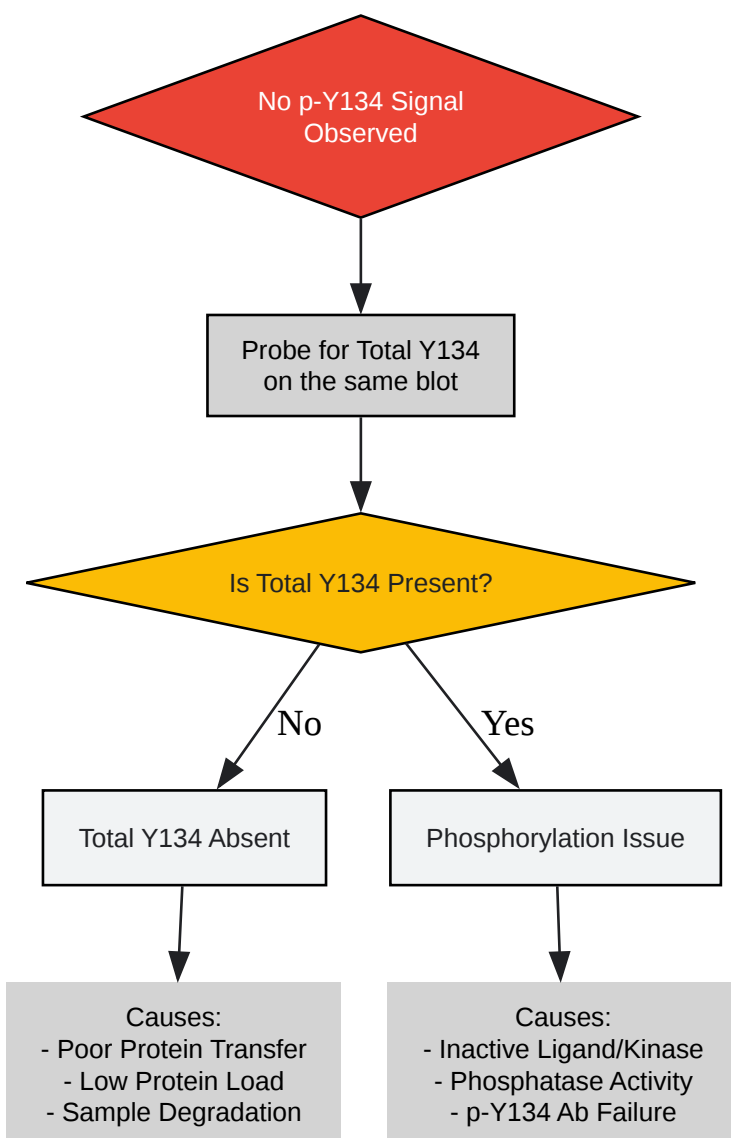 No p-Y134 Signal
Observed
Probe for Total Y134
on the same blot
Is Total Y134 Present?
No
Yes
Total Y134 Absent
Phosphorylation Issue
Causes:
- Poor Protein Transfer
- Low Protein Load
- Sample Degradation
Causes:
- Inactive Ligand/Kinase
- Phosphatase Activity
- p-Y134 Ab Failure